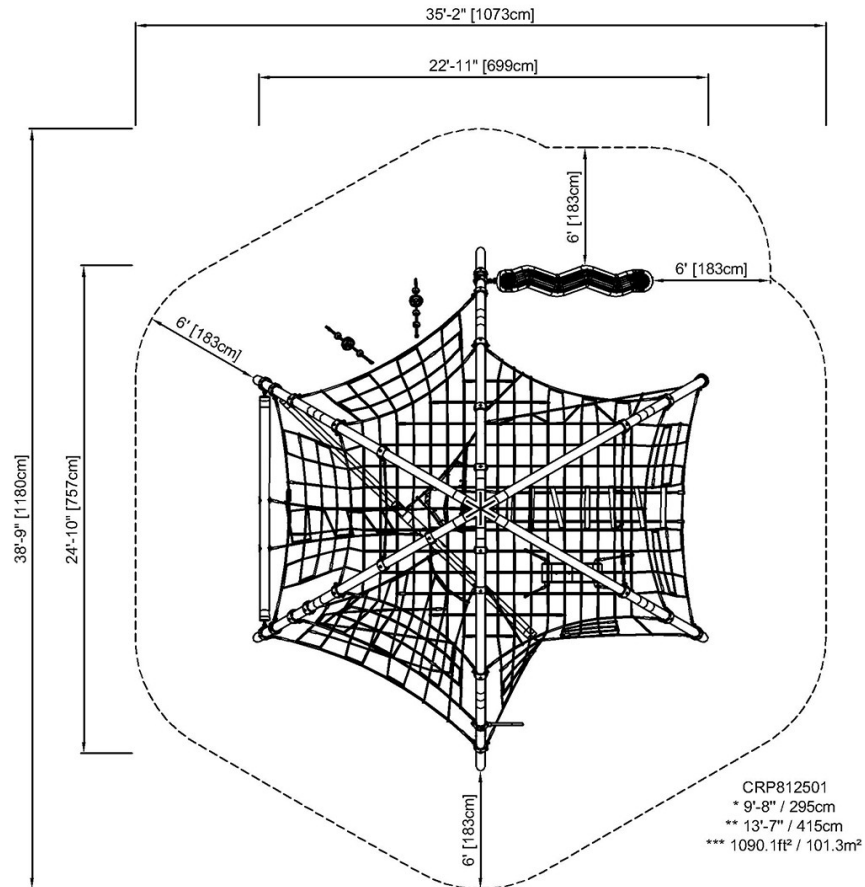 35'-2" [1073cm]
22'-11" [699cm]
6' [183cm]
6' [183cm]
6' [183cm]
38'-9" [1180cm]
24'-10" [757cm]
6' [183cm]
CRP812501
* 9'-8" / 295cm
** 13'-7" / 415cm
*** 1090.1ft² / 101.3m²